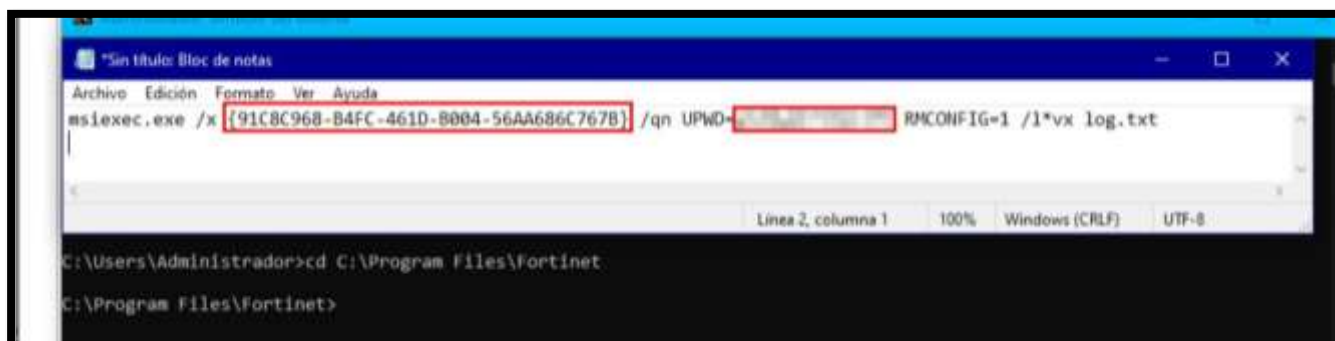 *Sin título: Bloc de notas
Archivo Edición Formato Ver Ayuda
msiexec.exe /x {91C8C968-B4FC-461D-B004-56AA686C767B} /qn UPWD= RMCONFIG=1 /l*vx log.txt
Línea 2, columna 1 100% Windows (CRLF) UTF-8
C:\Users\Administrador>cd C:\Program Files\Fortinet
C:\Program Files\Fortinet>